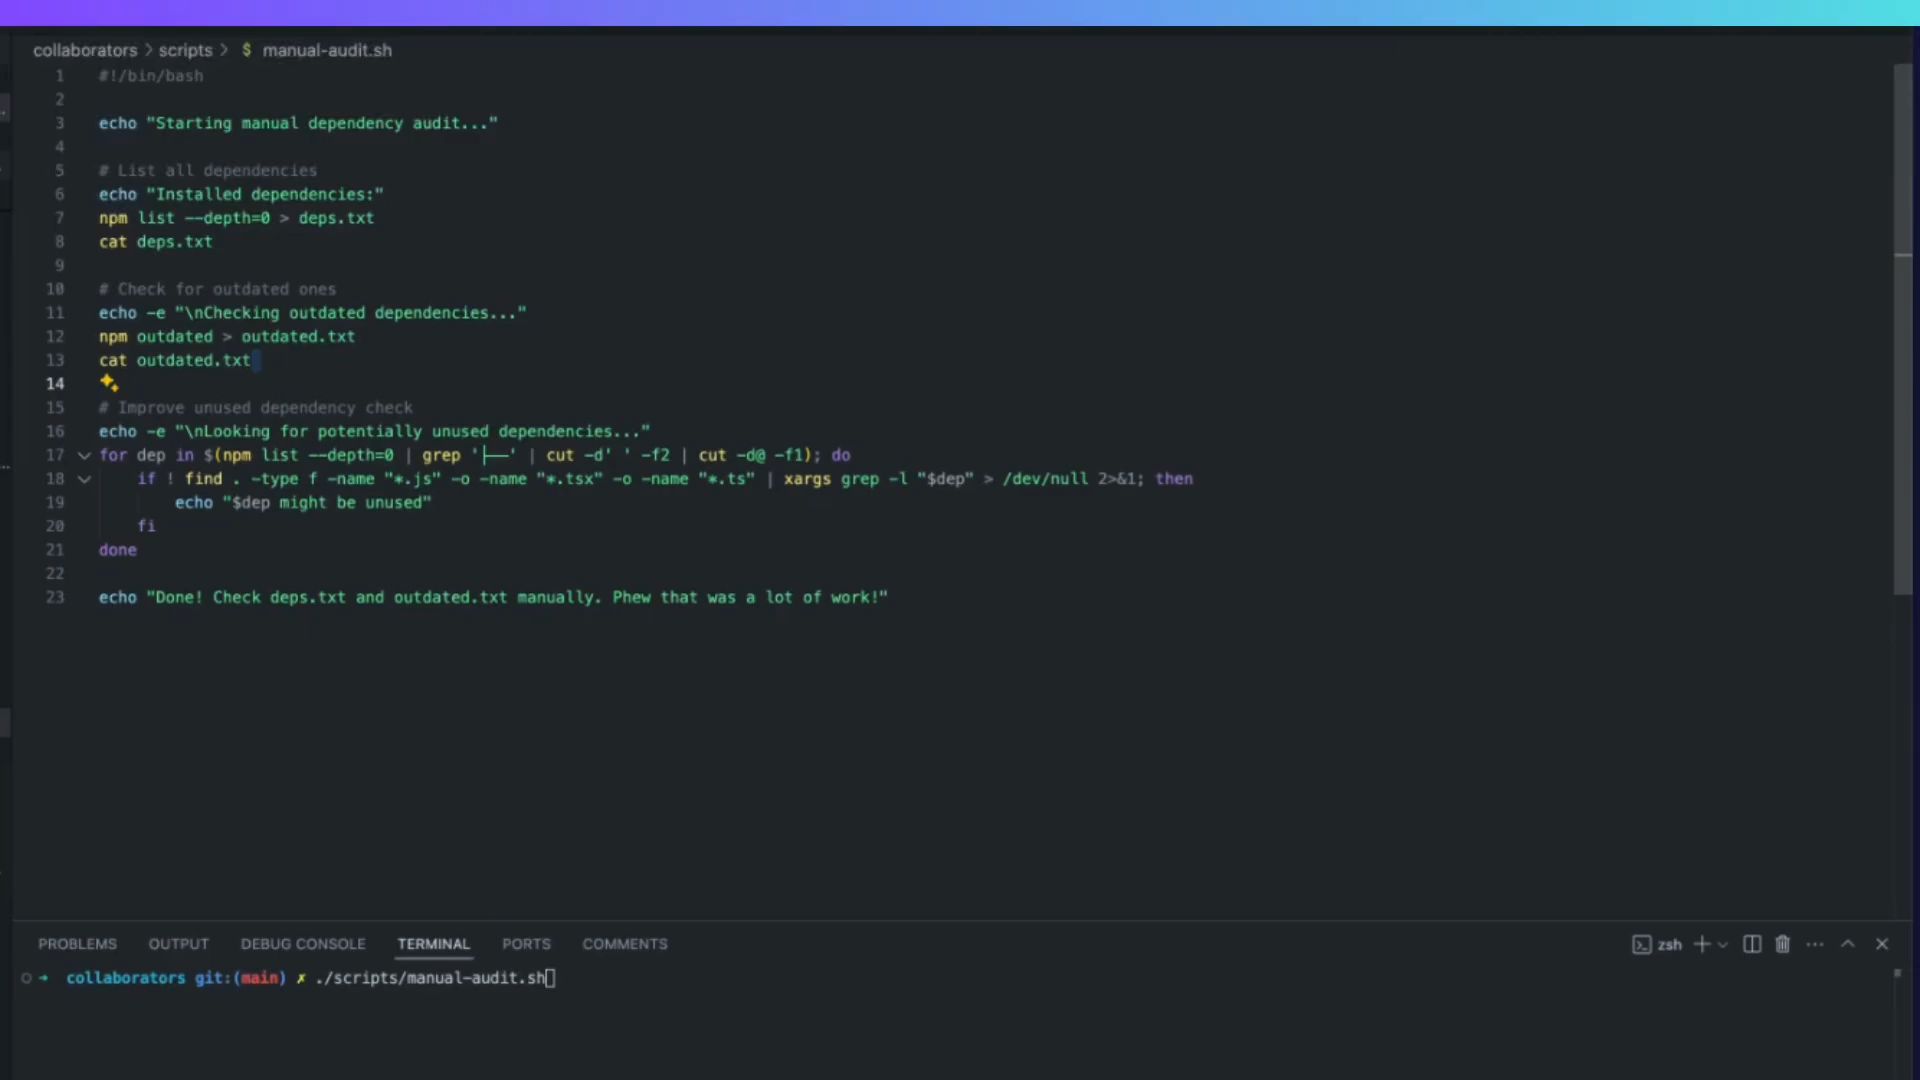 collaborators > scripts > $ manual-audit.sh
1 #!/bin/bash
2
3 echo "Starting manual dependency audit..."
4
5 # List all dependencies
6 echo "Installed dependencies:"
7 npm list --depth=0 > deps.txt
8 cat deps.txt
9
10 # Check for outdated ones
11 echo -e "\nChecking outdated dependencies..."
12 npm outdated > outdated.txt
13 cat outdated.txt
14
15 # Improve unused dependency check
16 echo -e "\nLooking for potentially unused dependencies..."
17 for dep in $(npm list --depth=0 | grep '├──' | cut -d' ' -f2 | cut -d@ -f1); do
18 if ! find . -type f -name "*.js" -o -name "*.tsx" -o -name "*.ts" | xargs grep -l "$dep" > /dev/null 2>&1; then
19 echo "$dep might be unused"
20 fi
21 done
22
23 echo "Done! Check deps.txt and outdated.txt manually. Phew that was a lot of work!"
PROBLEMS OUTPUT DEBUG CONSOLE TERMINAL PORTS COMMENTS zsh
→ collaborators git:(main) ✗ ./scripts/manual-audit.sh